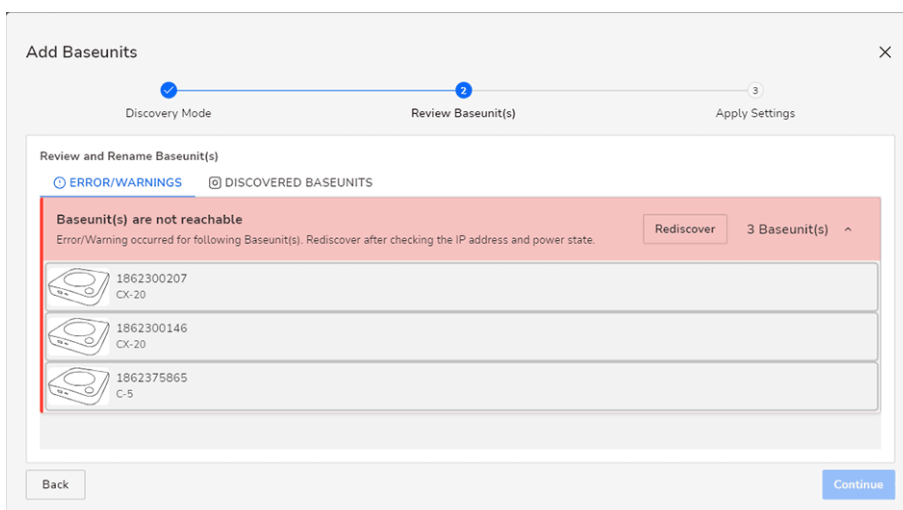 Add Baseunits
2
3
Discovery Mode
Review Baseunit(s)
Apply Settings
Review and Rename Baseunit(s)
ERROR/WARNINGS
DISCOVERED BASEUNITS
Baseunit(s) are not reachable
Error/Warning occurred for following Baseunit(s). Rediscover after checking the IP address and power state.
Rediscover
3 Baseunit(s)
1862300207
CX-20
1862300146
CX-20
1862375865
C-5
Back
Continue